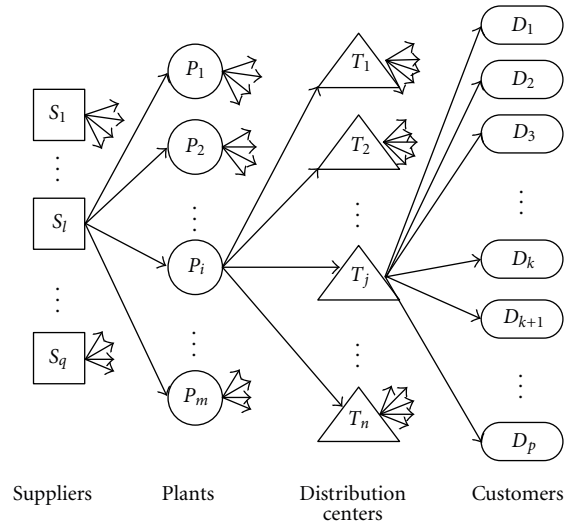 S₁
⋮
Sₗ
⋮
S_q
Suppliers
P₁
P₂
⋮
Pᵢ
⋮
Pₘ
Plants
T₁
T₂
⋮
Tⱼ
⋮
Tₙ
Distribution
centers
D₁
D₂
D₃
⋮
Dₖ
Dₖ₊₁
⋮
Dₚ
Customers